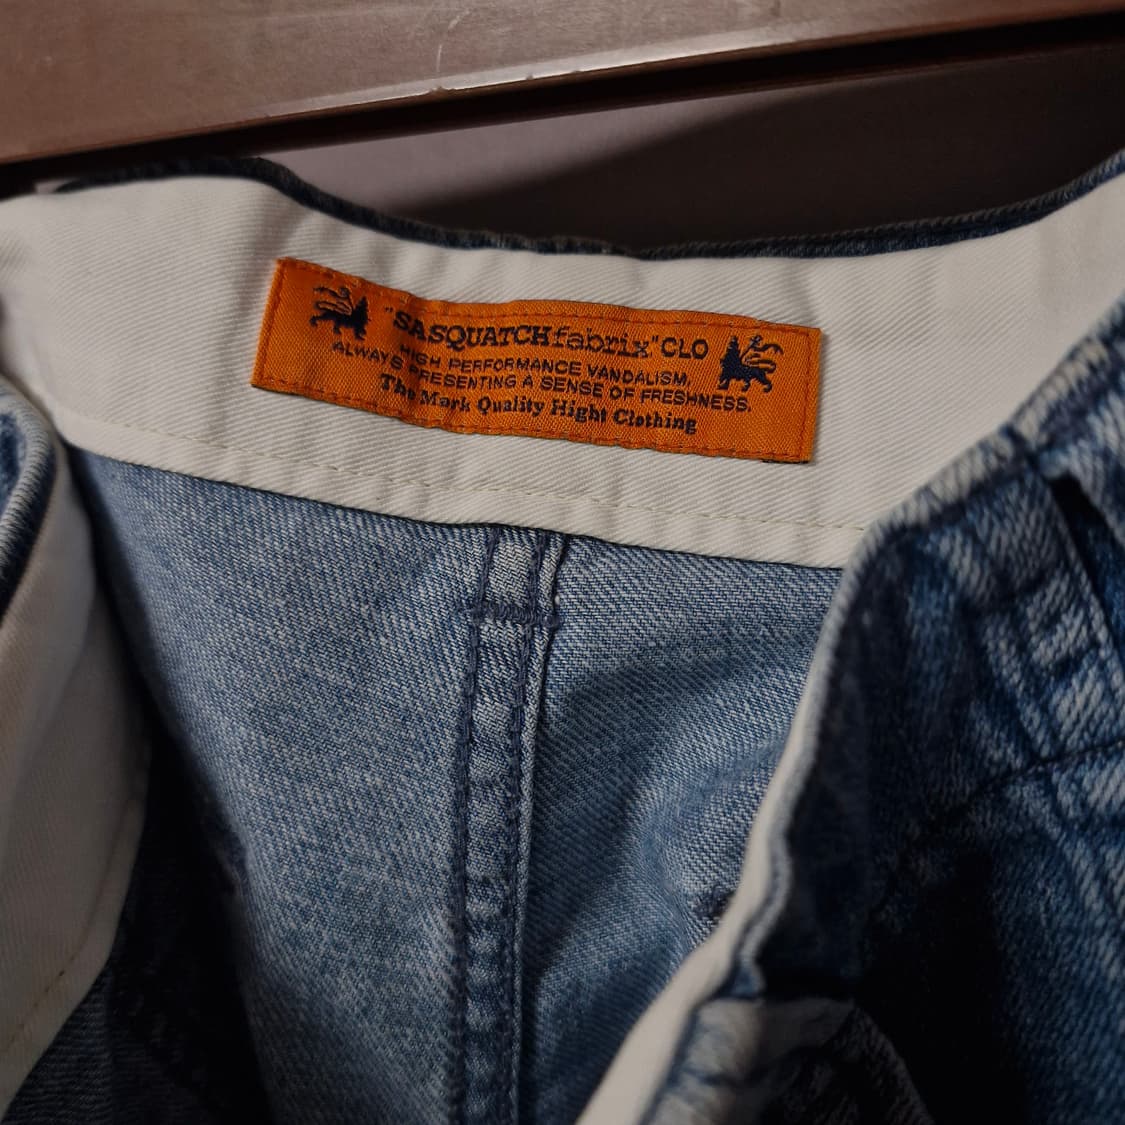 "SASQUATCHfabrix"CLO
HIGH PERFORMANCE VANDALISM,
ALWAYS PRESENTING A SENSE OF FRESHNESS.
The Mark Quality Hight Clothing